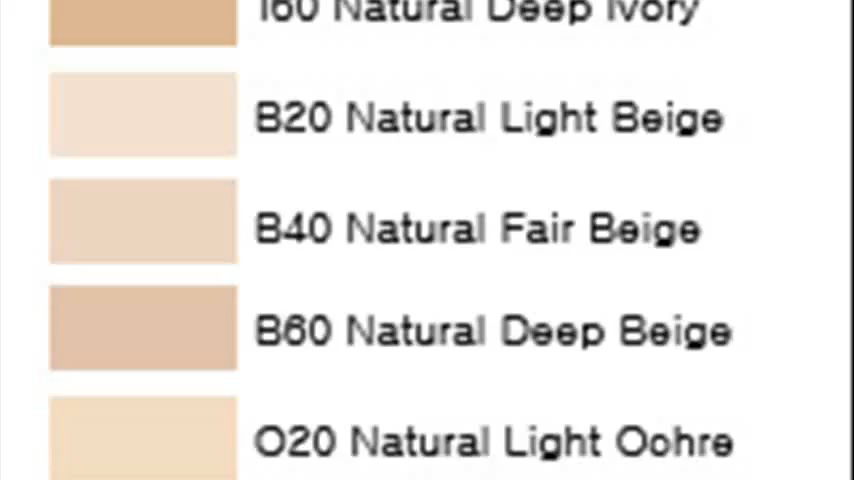 I60 Natural Deep Ivory
B20 Natural Light Beige
B40 Natural Fair Beige
B60 Natural Deep Beige
O20 Natural Light Oohre